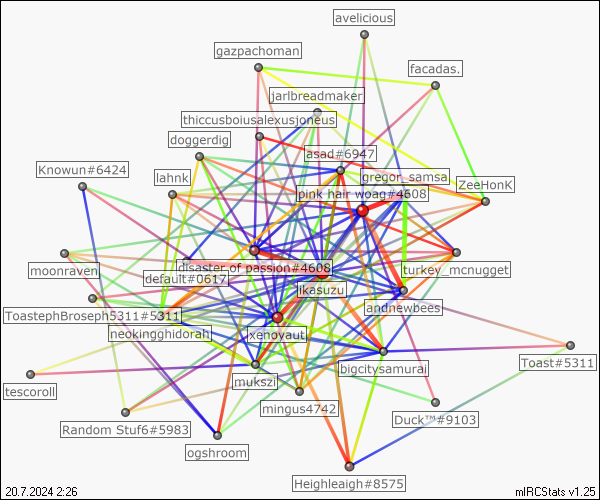 avelicious
gazpachoman
facadas.
jarlbreadmaker
thiccusboiusalexusjoneus
doggerdig
asad#6947
Knowun#6424
lahnk
gregor_samsa
ZeeHonK
pink hair woag#4608
moonraven
disaster of passion#4608
turkey_mcnugget
default#0617
ikasuzu
andnewbees
ToastephBroseph5311#5311
neokingghidorah
xenoyaut
Toast#5311
bigcitysamurai
mukszi
tescoroll
mingus4742
Duck™#9103
Random Stuf6#5983
ogshroom
Heighleaigh#8575
20.7.2024 2:26
mIRCStats v1.25